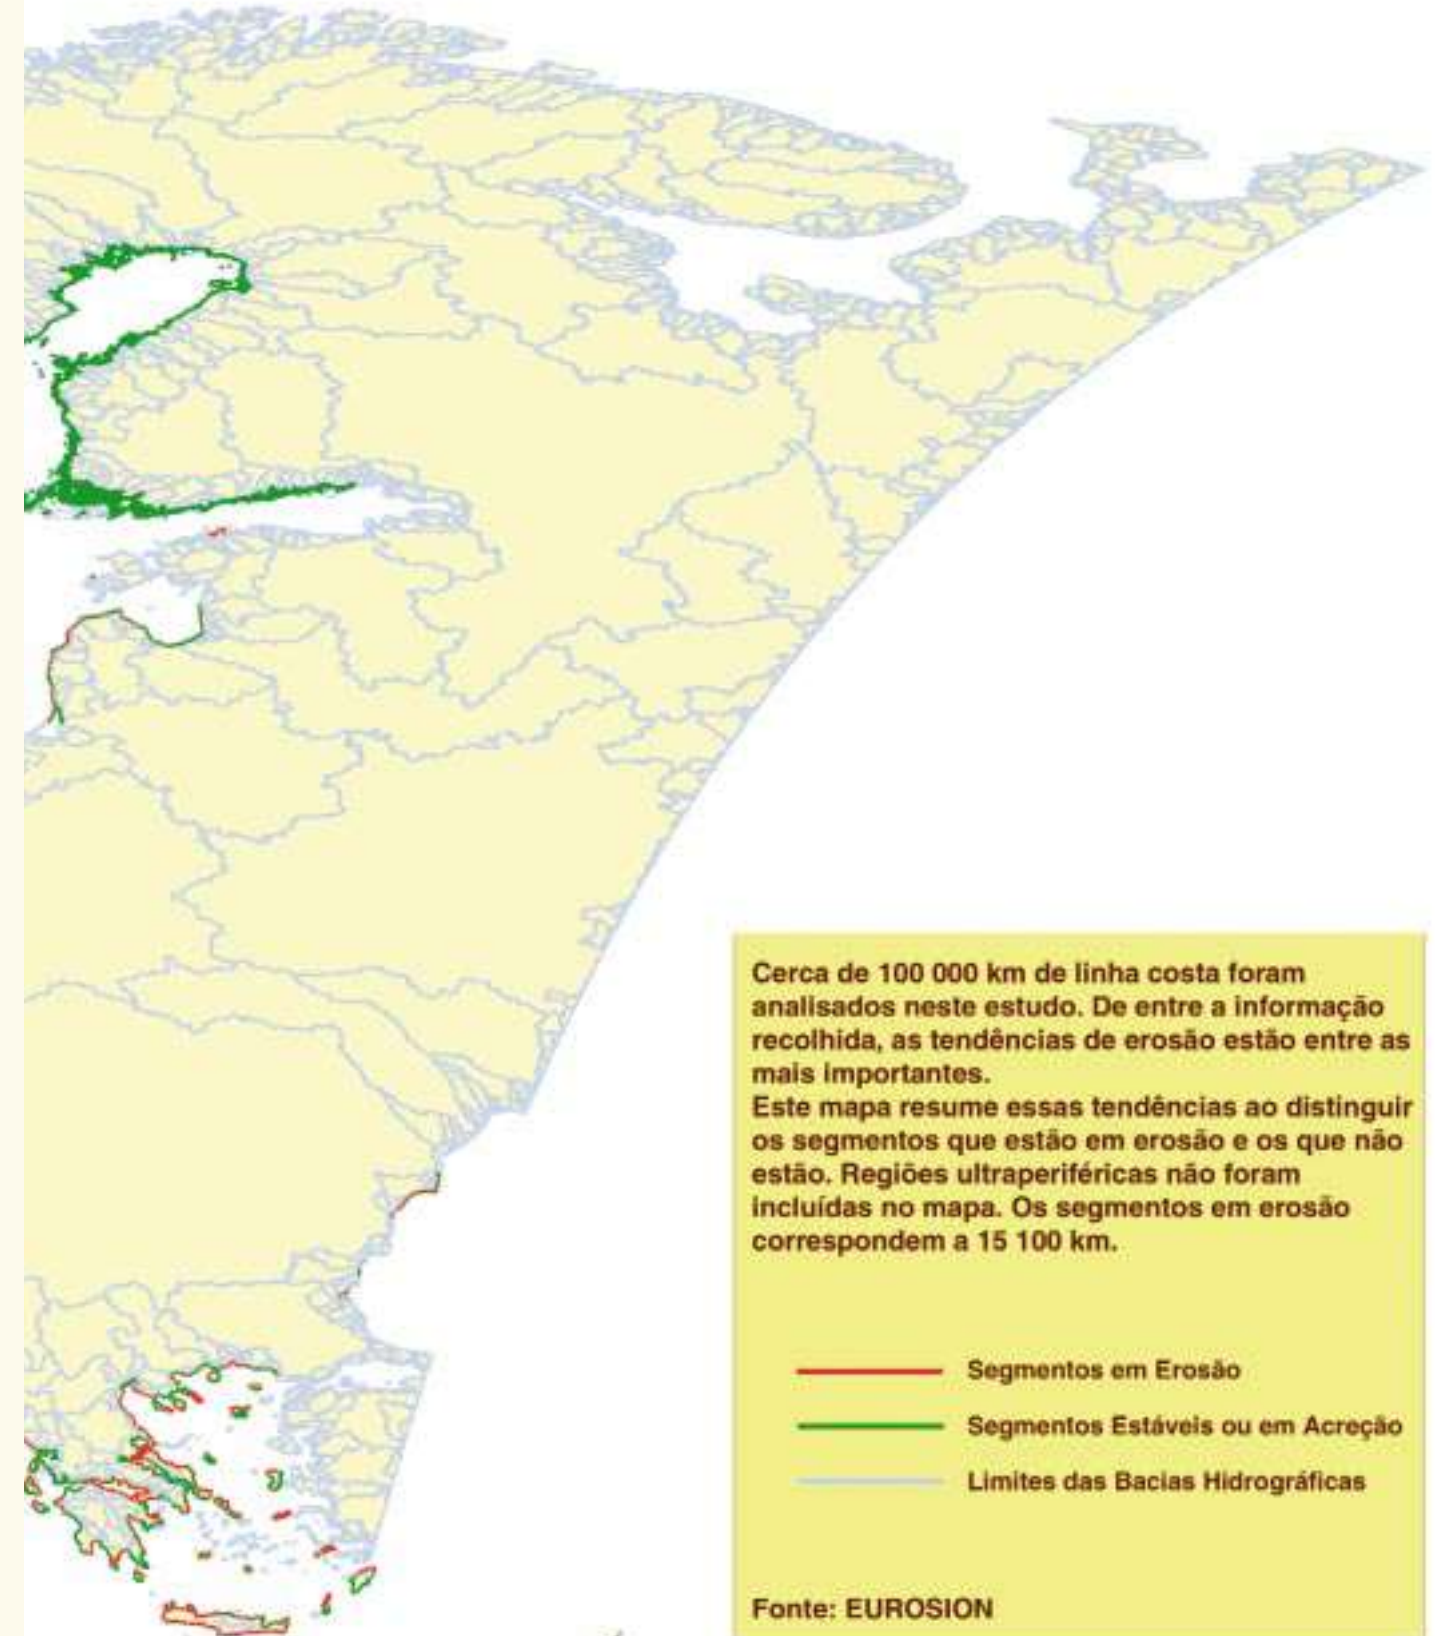 Cerca de 100 000 km de linha costa foram
analisados neste estudo. De entre a informação
recolhida, as tendências de erosão estão entre as
mais importantes.
Este mapa resume essas tendências ao distinguir
os segmentos que estão em erosão e os que não
estão. Regiões ultraperiféricas não foram
incluídas no mapa. Os segmentos em erosão
correspondem a 15 100 km.
Segmentos em Erosão
Segmentos Estáveis ou em Acreção
Limites das Bacias Hidrográficas
Fonte: EUROSION